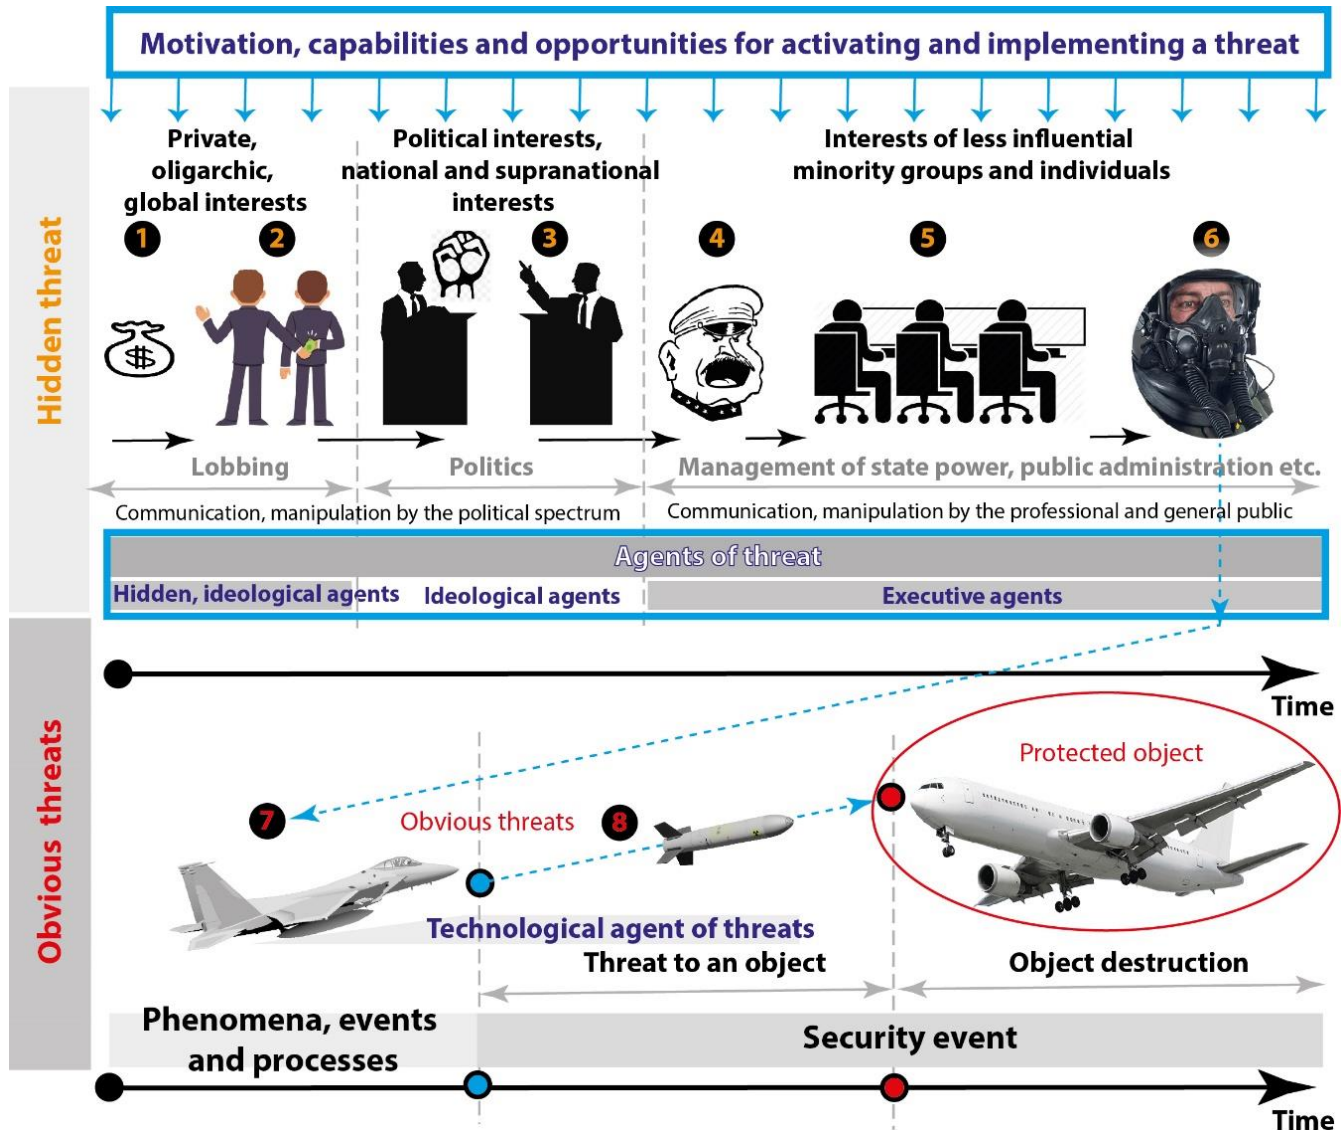 Motivation, capabilities and opportunities for activating and implementing a threat
Hidden threat
Private,
oligarchic,
global interests
Political interests,
national and supranational
interests
Interests of less influential
minority groups and individuals
1
2
3
4
5
6
$
Lobbing
Politics
Management of state power, public administration etc.
Communication, manipulation by the political spectrum
Communication, manipulation by the professional and general public
Agents of threat
Hidden, ideological agents
Ideological agents
Executive agents
Time
Obvious threats
Protected object
7
Obvious threats
8
Technological agent of threats
Threat to an object
Object destruction
Phenomena, events
and processes
Security event
Time